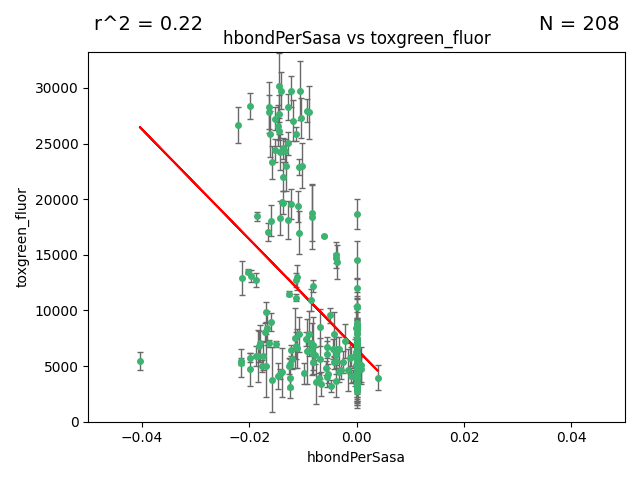 r^2 = 0.22
N = 208
hbondPerSasa vs toxgreen_fluor
toxgreen_fluor
30000
25000
20000
15000
10000
5000
0
−0.04
−0.02
0.00
0.02
0.04
hbondPerSasa